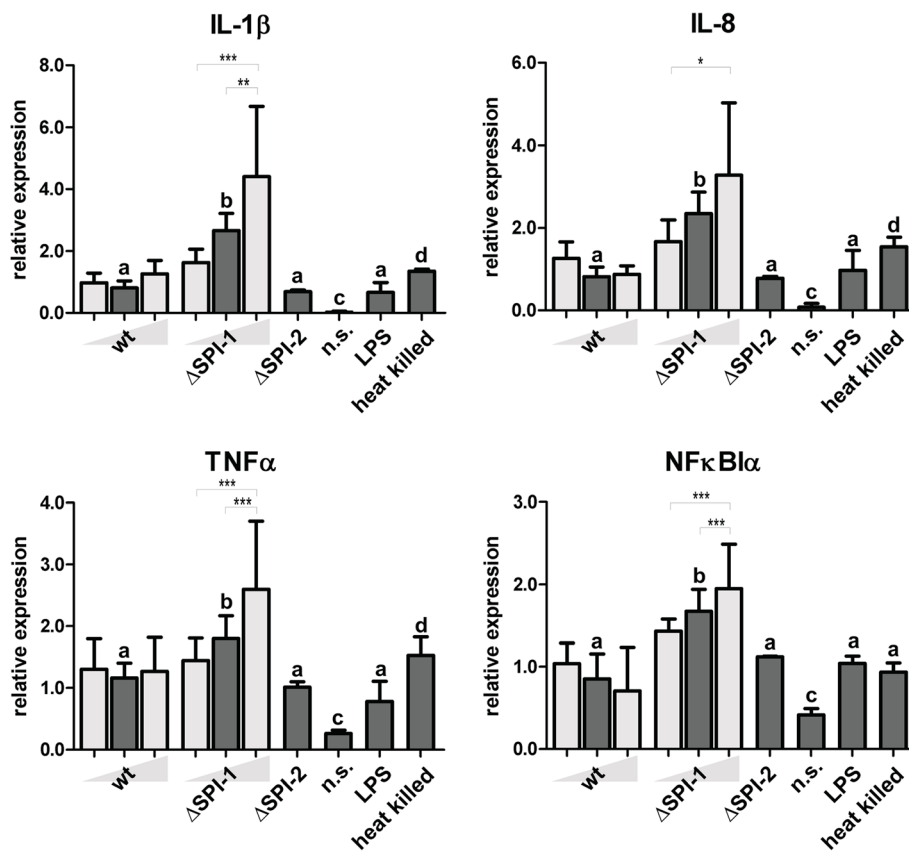 IL-1β
relative expression
8.0
6.0
4.0
2.0
0.0
***
**
a
b
a
c
a
d
wt
ΔSPI-1
ΔSPI-2
n.s.
LPS
heat killed
IL-8
relative expression
6.0
4.0
2.0
0.0
*
a
b
a
c
a
d
wt
ΔSPI-1
ΔSPI-2
n.s.
LPS
heat killed
TNFα
relative expression
4.0
3.0
2.0
1.0
0.0
***
***
a
b
a
c
a
d
wt
ΔSPI-1
ΔSPI-2
n.s.
LPS
heat killed
NFκBIα
relative expression
3.0
2.0
1.0
0.0
***
***
a
b
a
c
a
a
wt
ΔSPI-1
ΔSPI-2
n.s.
LPS
heat killed